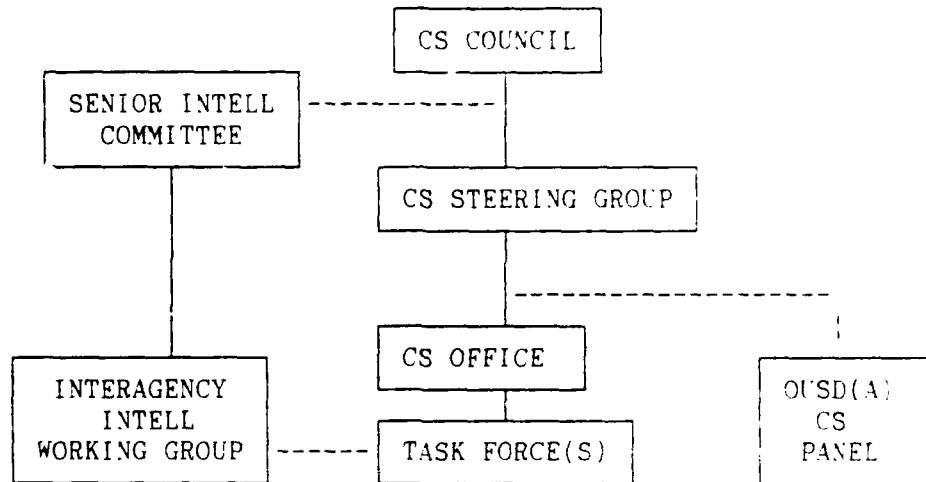 CS COUNCIL
SENIOR INTELL
COMMITTEE
CS STEERING GROUP
CS OFFICE
INTERAGENCY
INTELL
WORKING GROUP
TASK FORCE(S)
OUSD(A)
CS
PANEL